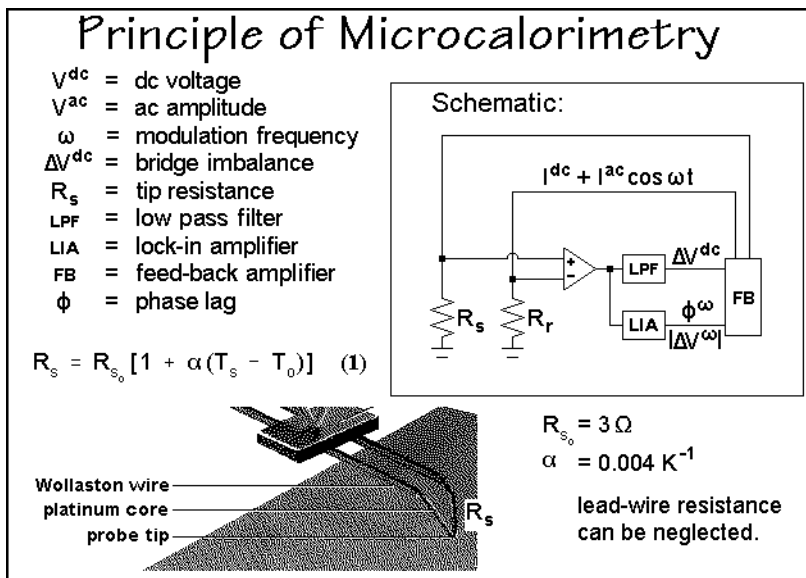 Principle of Microcalorimetry
V^dc = dc voltage
V^ac = ac amplitude
ω = modulation frequency
ΔV^dc = bridge imbalance
R_s = tip resistance
LPF = low pass filter
LIA = lock-in amplifier
FB = feed-back amplifier
ϕ = phase lag
R_s = R_s₀ [1 + α(T_s − T_0)] (1)
Schematic:
I^dc + I^ac cos ωt
+
−
LPF
ΔV^dc
FB
LIA
ϕ^ω
|ΔV^ω|
R_s
R_r
Wollaston wire
platinum core
probe tip
R_s
R_s₀ = 3 Ω
α = 0.004 K^-1
lead-wire resistance
can be neglected.